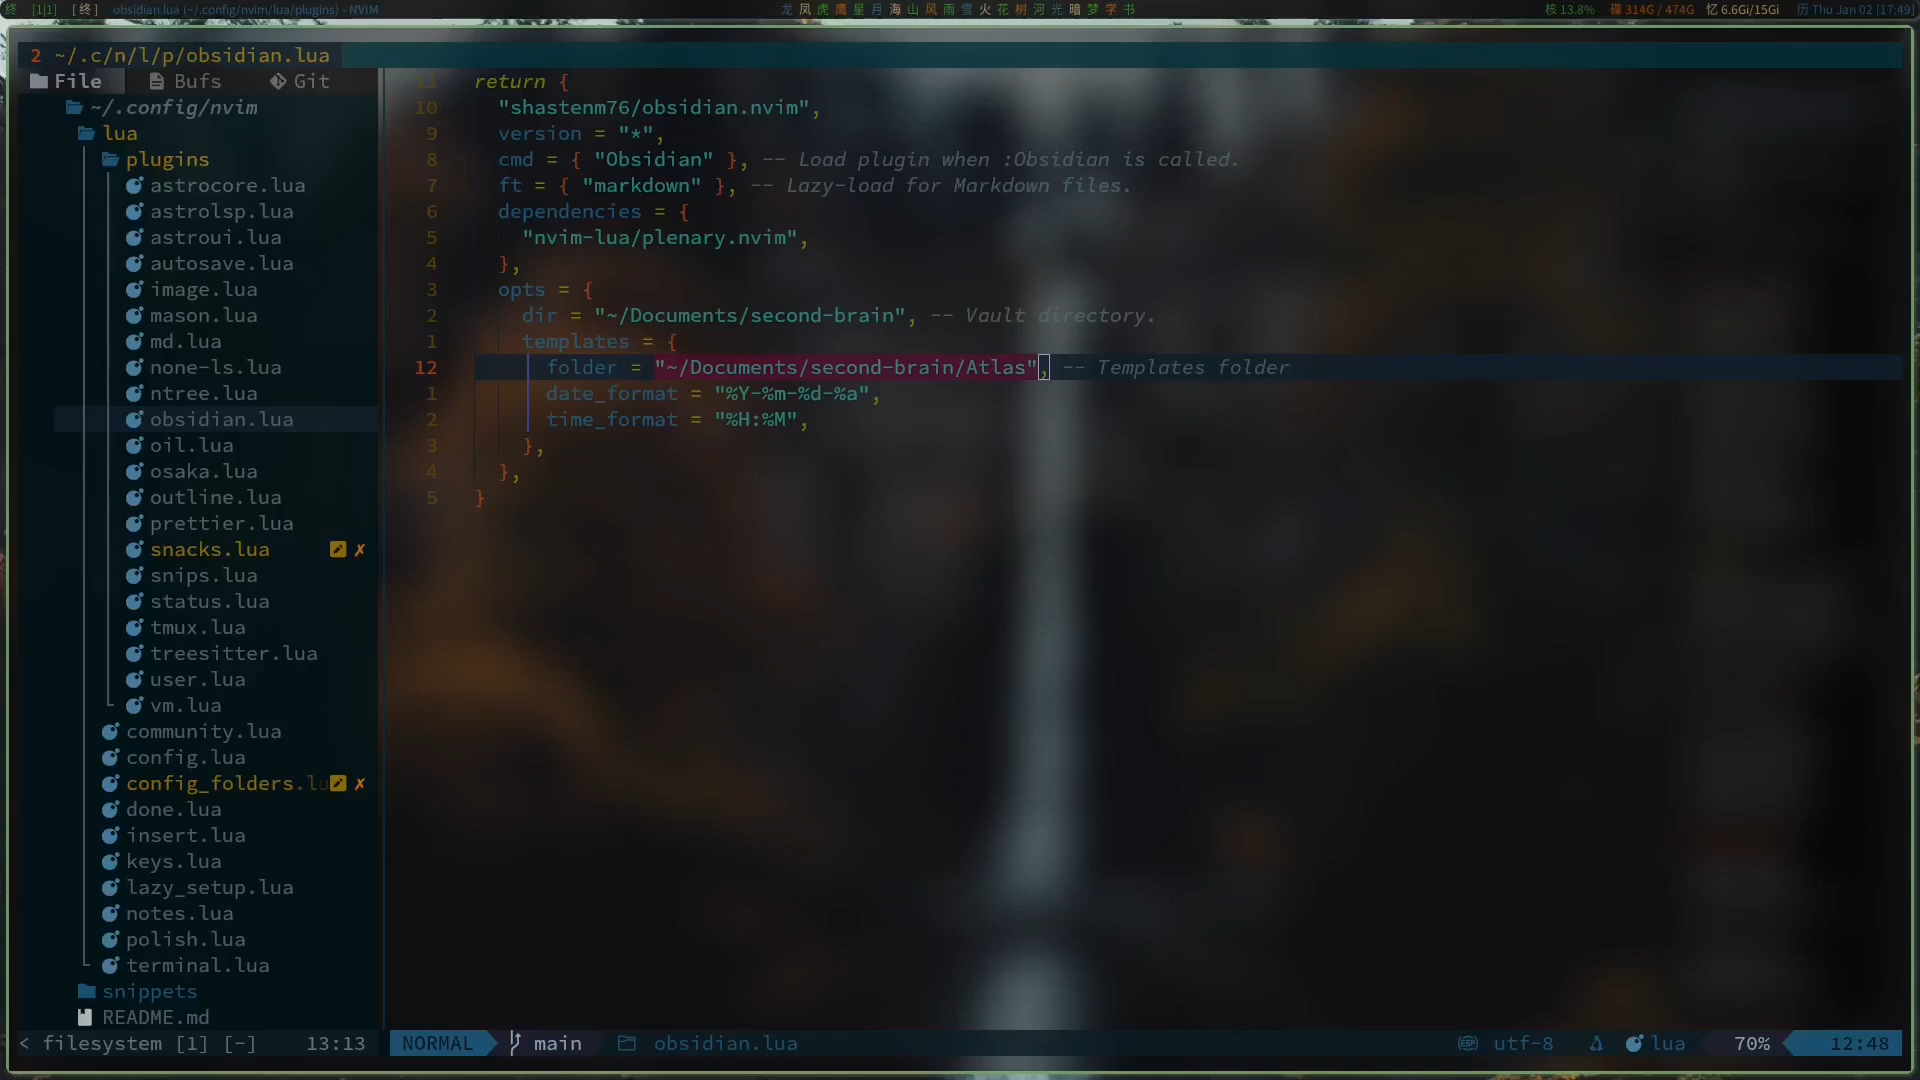 终 [1|1] [终] obsidian.lua (~/.config/nvim/lua/plugins) - NVIM 龙 凤 虎 鹰 星 月 海 山 风 雨 雪 火 花 树 河 光 暗 梦 学 书 核 13.8% 碟 314G / 474G 忆 6.6Gi/15Gi 历 Thu Jan 02 [17:49]
2 ~/.c/n/l/p/obsidian.lua
File Bufs Git
~/.config/nvim
lua
plugins
astrocore.lua
astrolsp.lua
astroui.lua
autosave.lua
image.lua
mason.lua
md.lua
none-ls.lua
ntree.lua
obsidian.lua
oil.lua
osaka.lua
outline.lua
prettier.lua
snacks.lua ✗
snips.lua
status.lua
tmux.lua
treesitter.lua
user.lua
vm.lua
community.lua
config.lua
config_folders.lu ✗
done.lua
insert.lua
keys.lua
lazy_setup.lua
notes.lua
polish.lua
terminal.lua
snippets
README.md
11 return {
10 "shastenm76/obsidian.nvim",
9 version = "*",
8 cmd = { "Obsidian" }, -- Load plugin when :Obsidian is called.
7 ft = { "markdown" }, -- Lazy-load for Markdown files.
6 dependencies = {
5 "nvim-lua/plenary.nvim",
4 },
3 opts = {
2 dir = "~/Documents/second-brain", -- Vault directory.
1 templates = {
12 folder = "~/Documents/second-brain/Atlas", -- Templates folder
1 date_format = "%Y-%m-%d-%a",
2 time_format = "%H:%M",
3 },
4 },
5 }
< filesystem [1] [-] 13:13 NORMAL main obsidian.lua utf-8 lua 70% 12:48